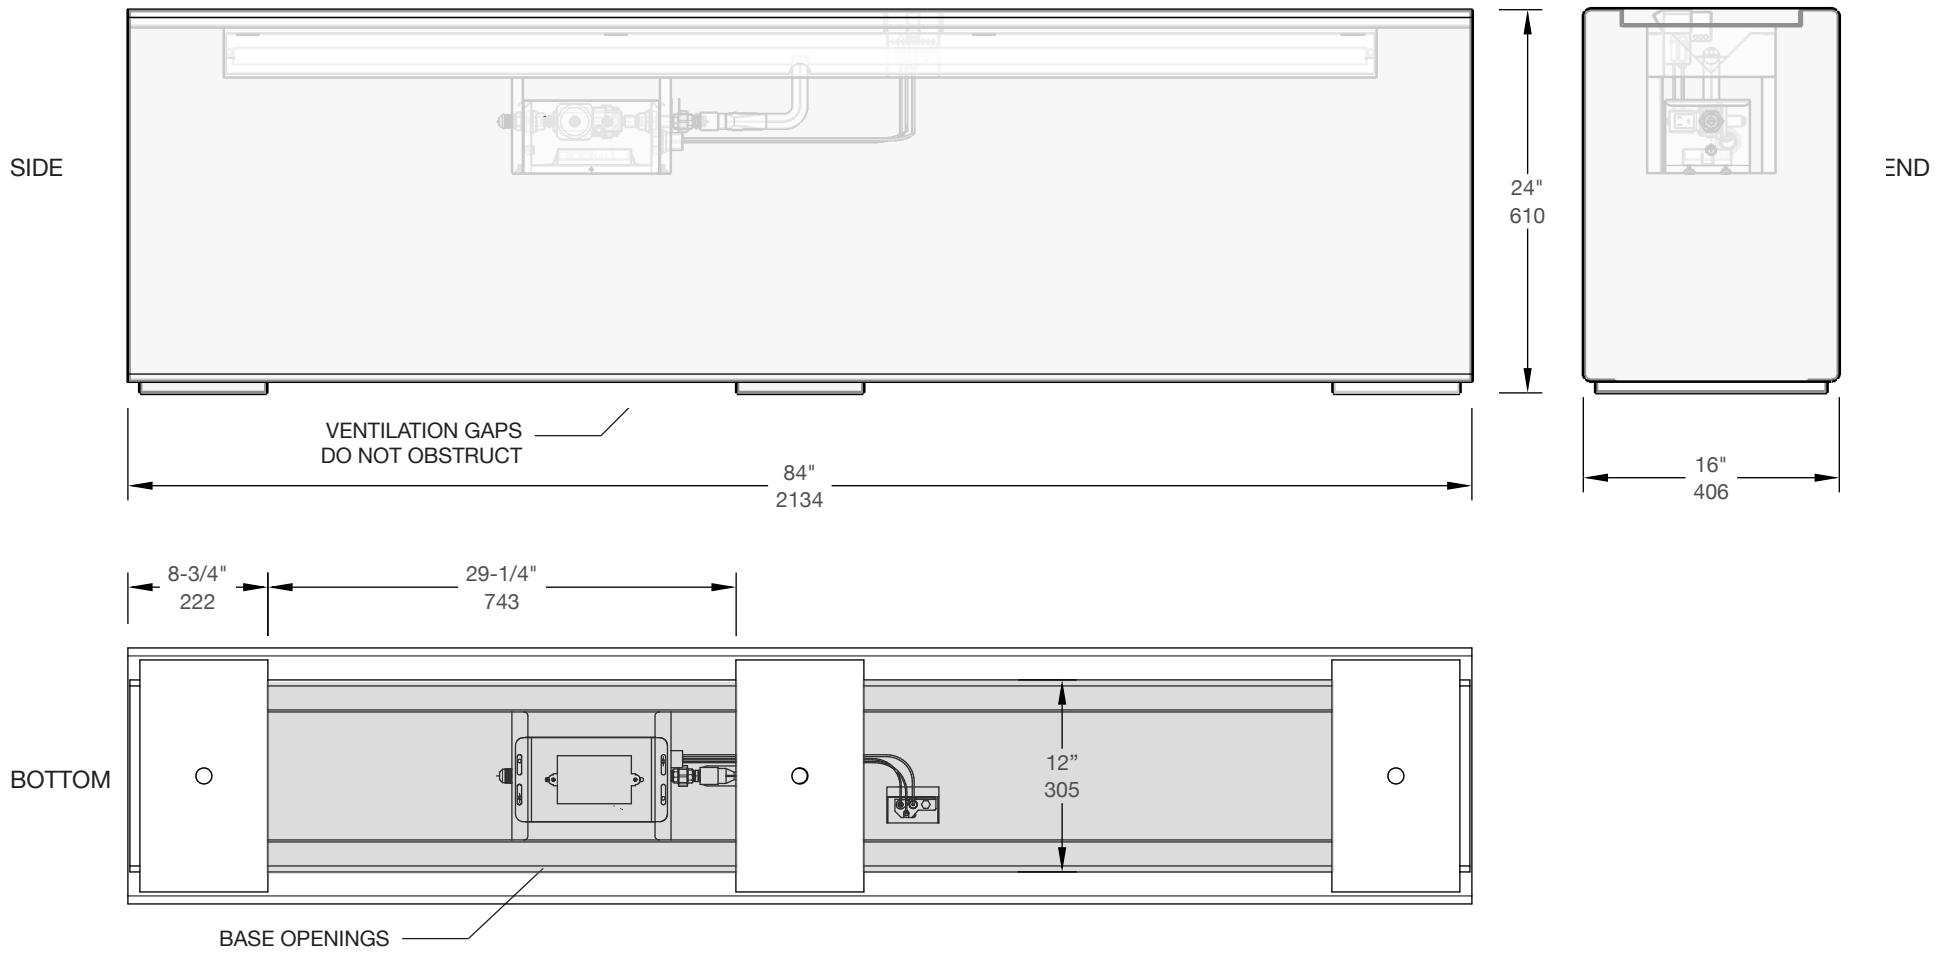 SIDE
24"
610
END
VENTILATION GAPS
DO NOT OBSTRUCT
84"
2134
16"
406
8-3/4"
222
29-1/4"
743
12”
305
BOTTOM
BASE OPENINGS